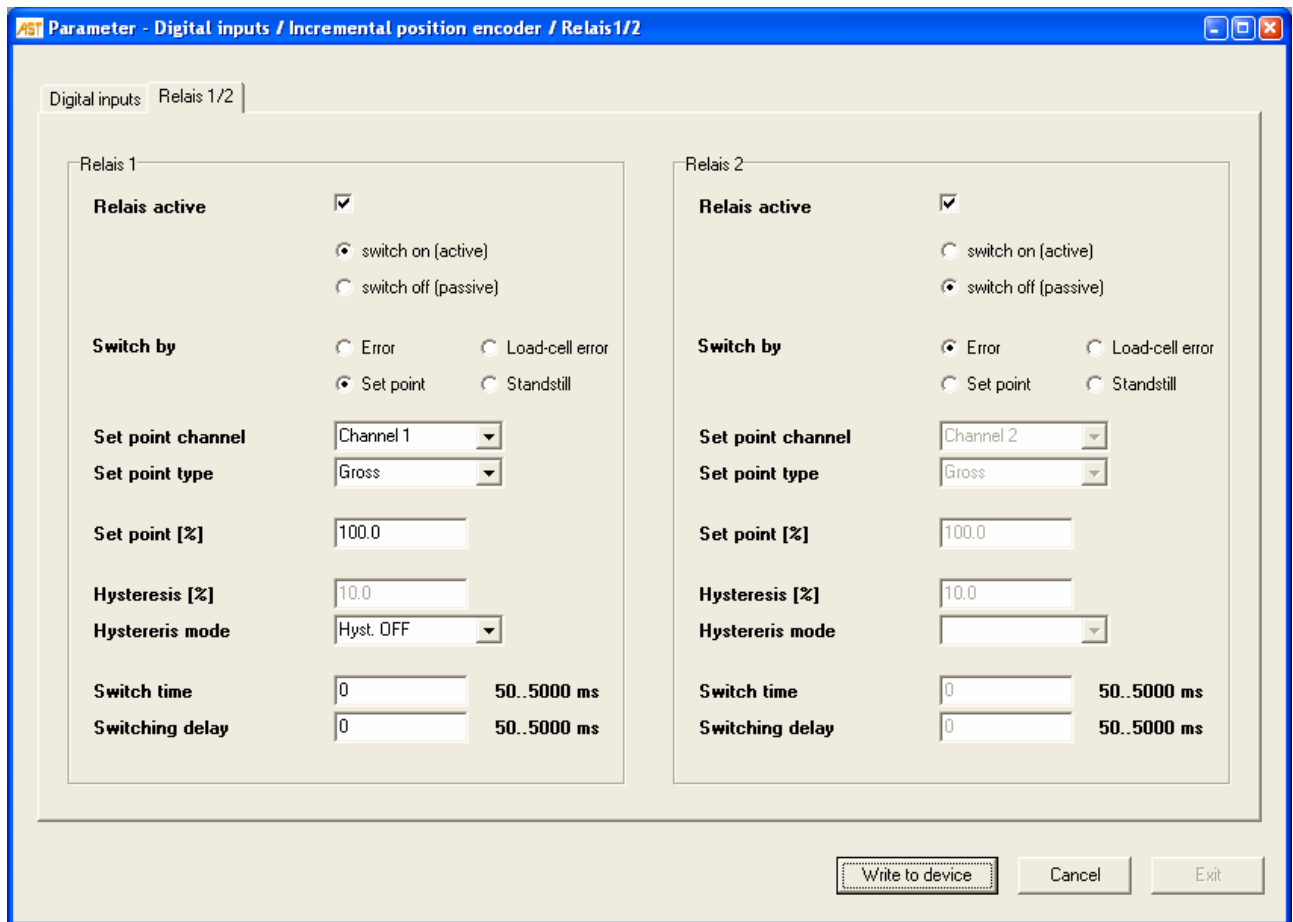 AST Parameter - Digital inputs / Incremental position encoder / Relais1/2
Digital inputs Relais 1/2
Relais 1
Relais active
switch on (active)
switch off (passive)
Switch by Error Load-cell error
Set point Standstill
Set point channel Channel 1
Set point type Gross
Set point [%] 100.0
Hysteresis [%] 10.0
Hystereris mode Hyst. OFF
Switch time 0 50..5000 ms
Switching delay 0 50..5000 ms
Relais 2
Relais active
switch on (active)
switch off (passive)
Switch by Error Load-cell error
Set point Standstill
Set point channel Channel 2
Set point type Gross
Set point [%] 100.0
Hysteresis [%] 10.0
Hystereris mode
Switch time 0 50..5000 ms
Switching delay 0 50..5000 ms
Write to device Cancel Exit